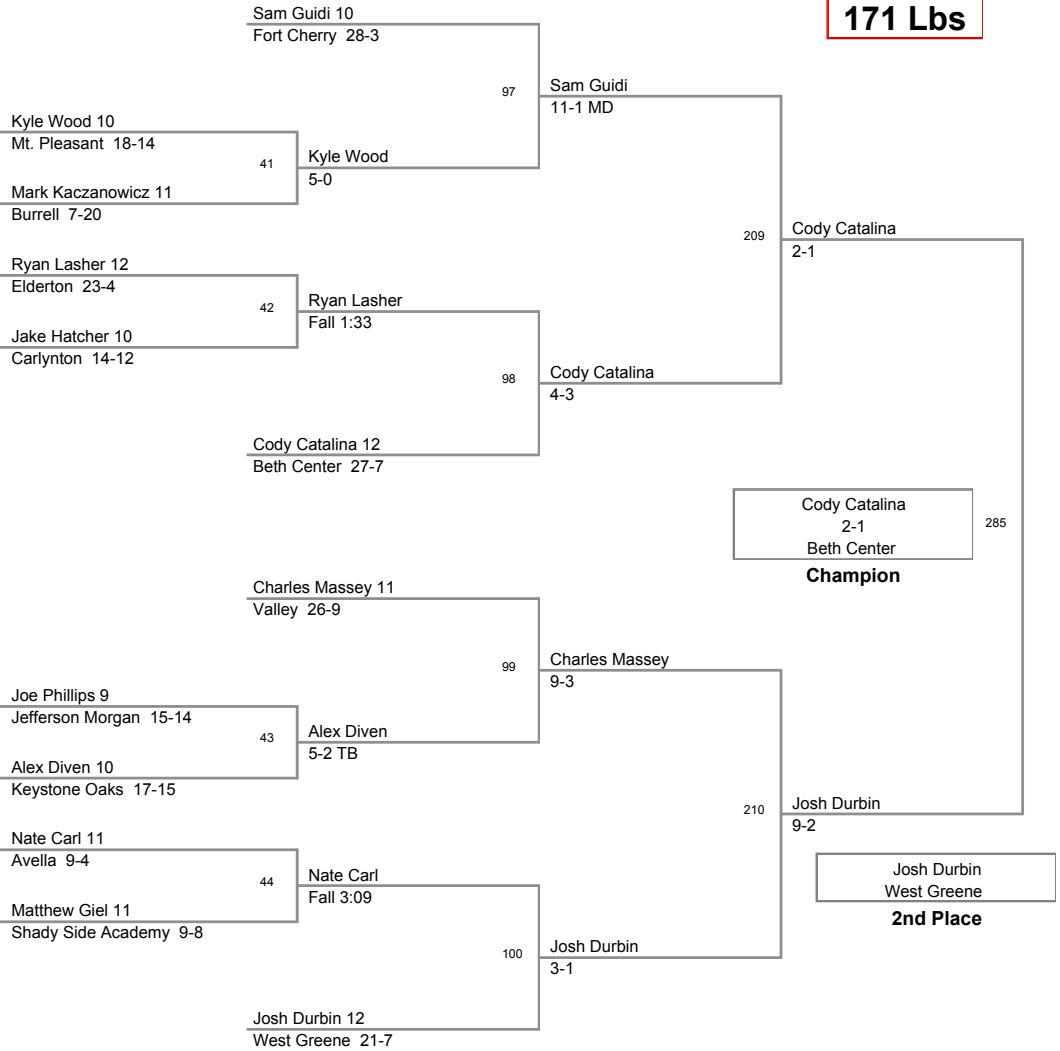 171 Lbs
Sam Guidi 10
Fort Cherry 28-3
97
Sam Guidi
11-1 MD
Kyle Wood 10
Mt. Pleasant 18-14
41
Kyle Wood
5-0
Mark Kaczanowicz 11
Burrell 7-20
209
Cody Catalina
2-1
Ryan Lasher 12
Elderton 23-4
42
Ryan Lasher
Fall 1:33
Jake Hatcher 10
Carlynton 14-12
98
Cody Catalina
4-3
Cody Catalina 12
Beth Center 27-7
Cody Catalina
2-1
Beth Center
285
Champion
Charles Massey 11
Valley 26-9
99
Charles Massey
9-3
Joe Phillips 9
Jefferson Morgan 15-14
43
Alex Diven
5-2 TB
Alex Diven 10
Keystone Oaks 17-15
210
Josh Durbin
9-2
Nate Carl 11
Avella 9-4
44
Nate Carl
Fall 3:09
Josh Durbin
West Greene
2nd Place
Matthew Giel 11
Shady Side Academy 9-8
100
Josh Durbin
3-1
Josh Durbin 12
West Greene 21-7